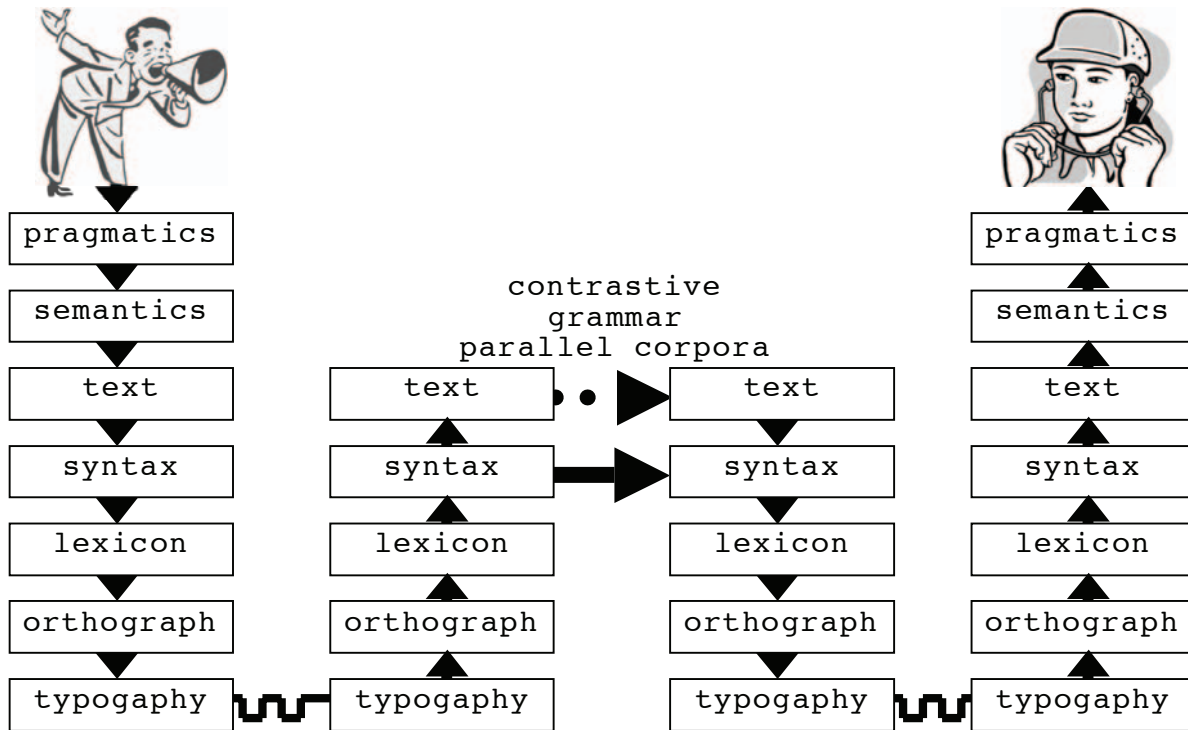 pragmatics
semantics
text
syntax
lexicon
orthograph
typogaphy
contrastive
grammar
parallel corpora
text
syntax
lexicon
orthograph
typogaphy
text
syntax
lexicon
orthograph
typogaphy
pragmatics
semantics
text
syntax
lexicon
orthograph
typogaphy